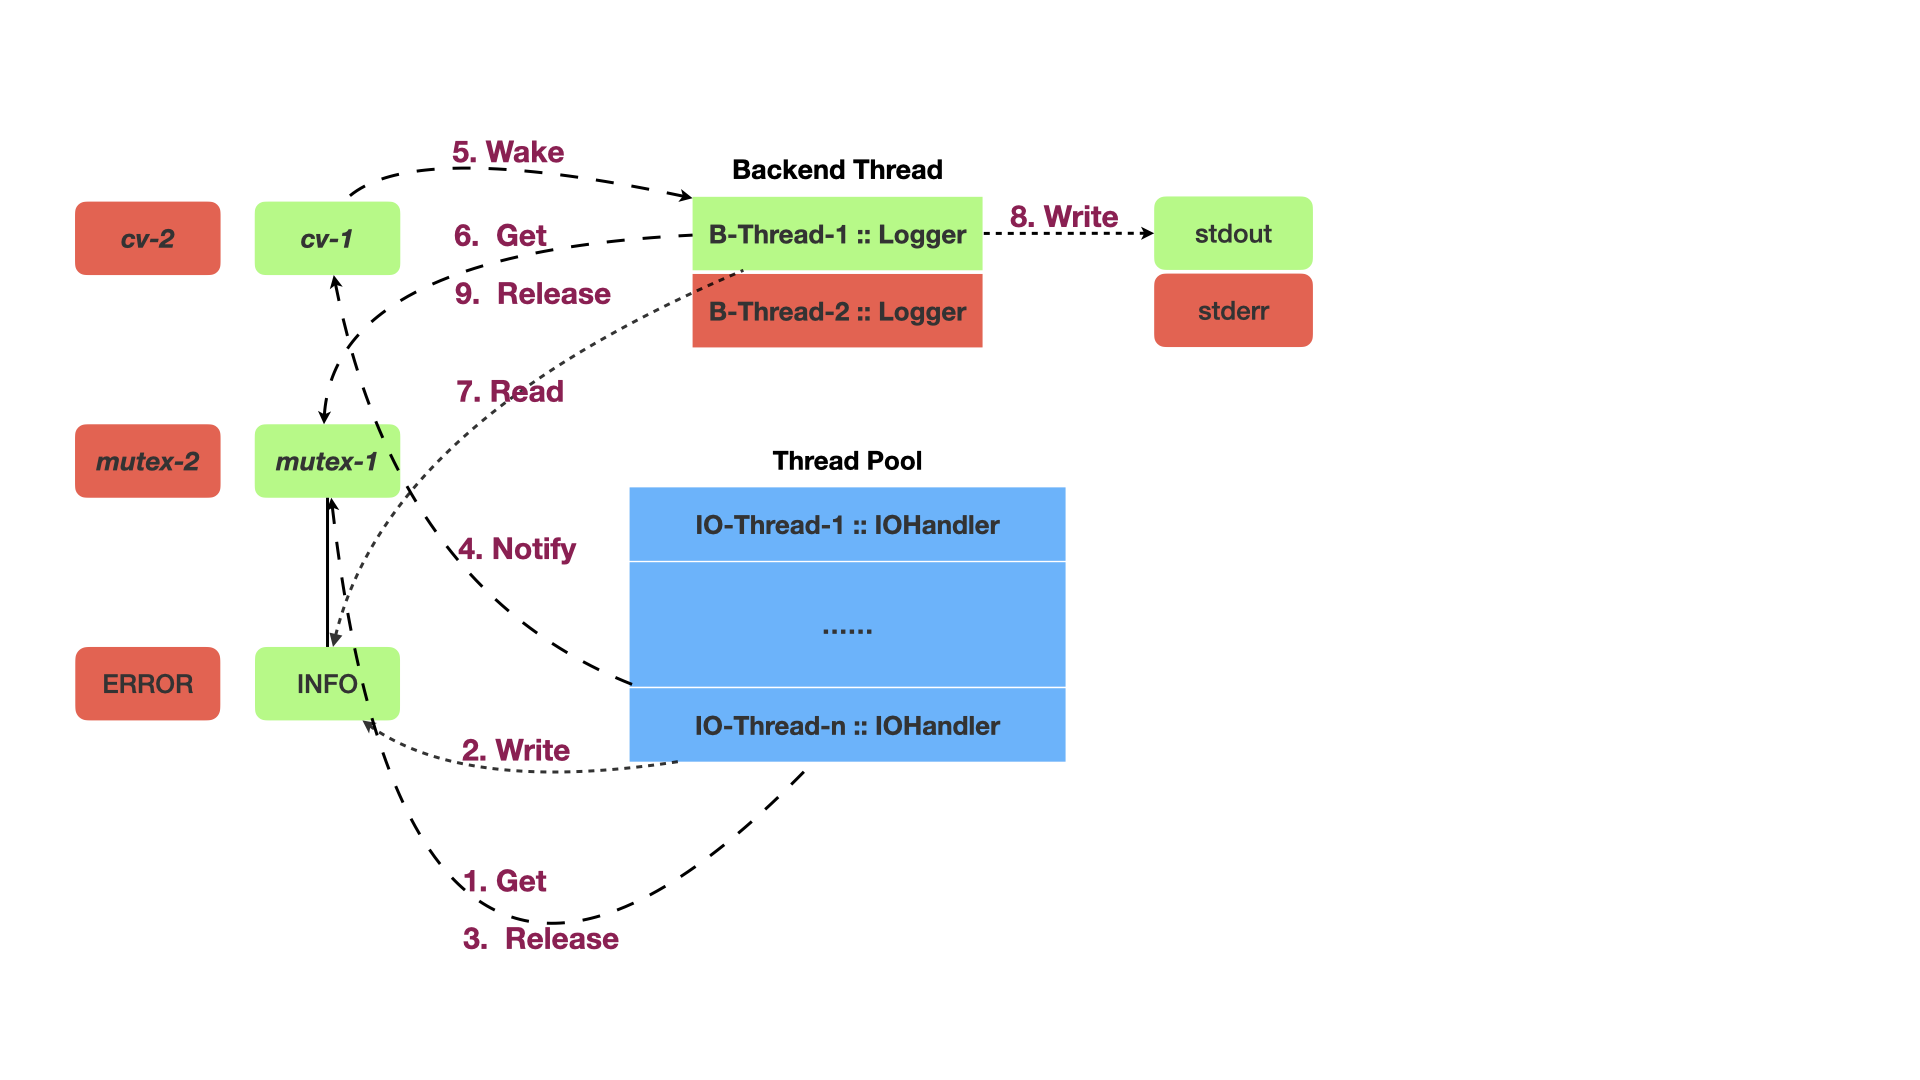 5. Wake
Backend Thread
cv-2
cv-1
6.  Get
B-Thread-1 :: Logger
8. Write
stdout
9.  Release
B-Thread-2 :: Logger
stderr
7. Read
mutex-2
mutex-1
Thread Pool
IO-Thread-1 :: IOHandler
4. Notify
......
ERROR
INFO
IO-Thread-n :: IOHandler
2. Write
1. Get
3.  Release